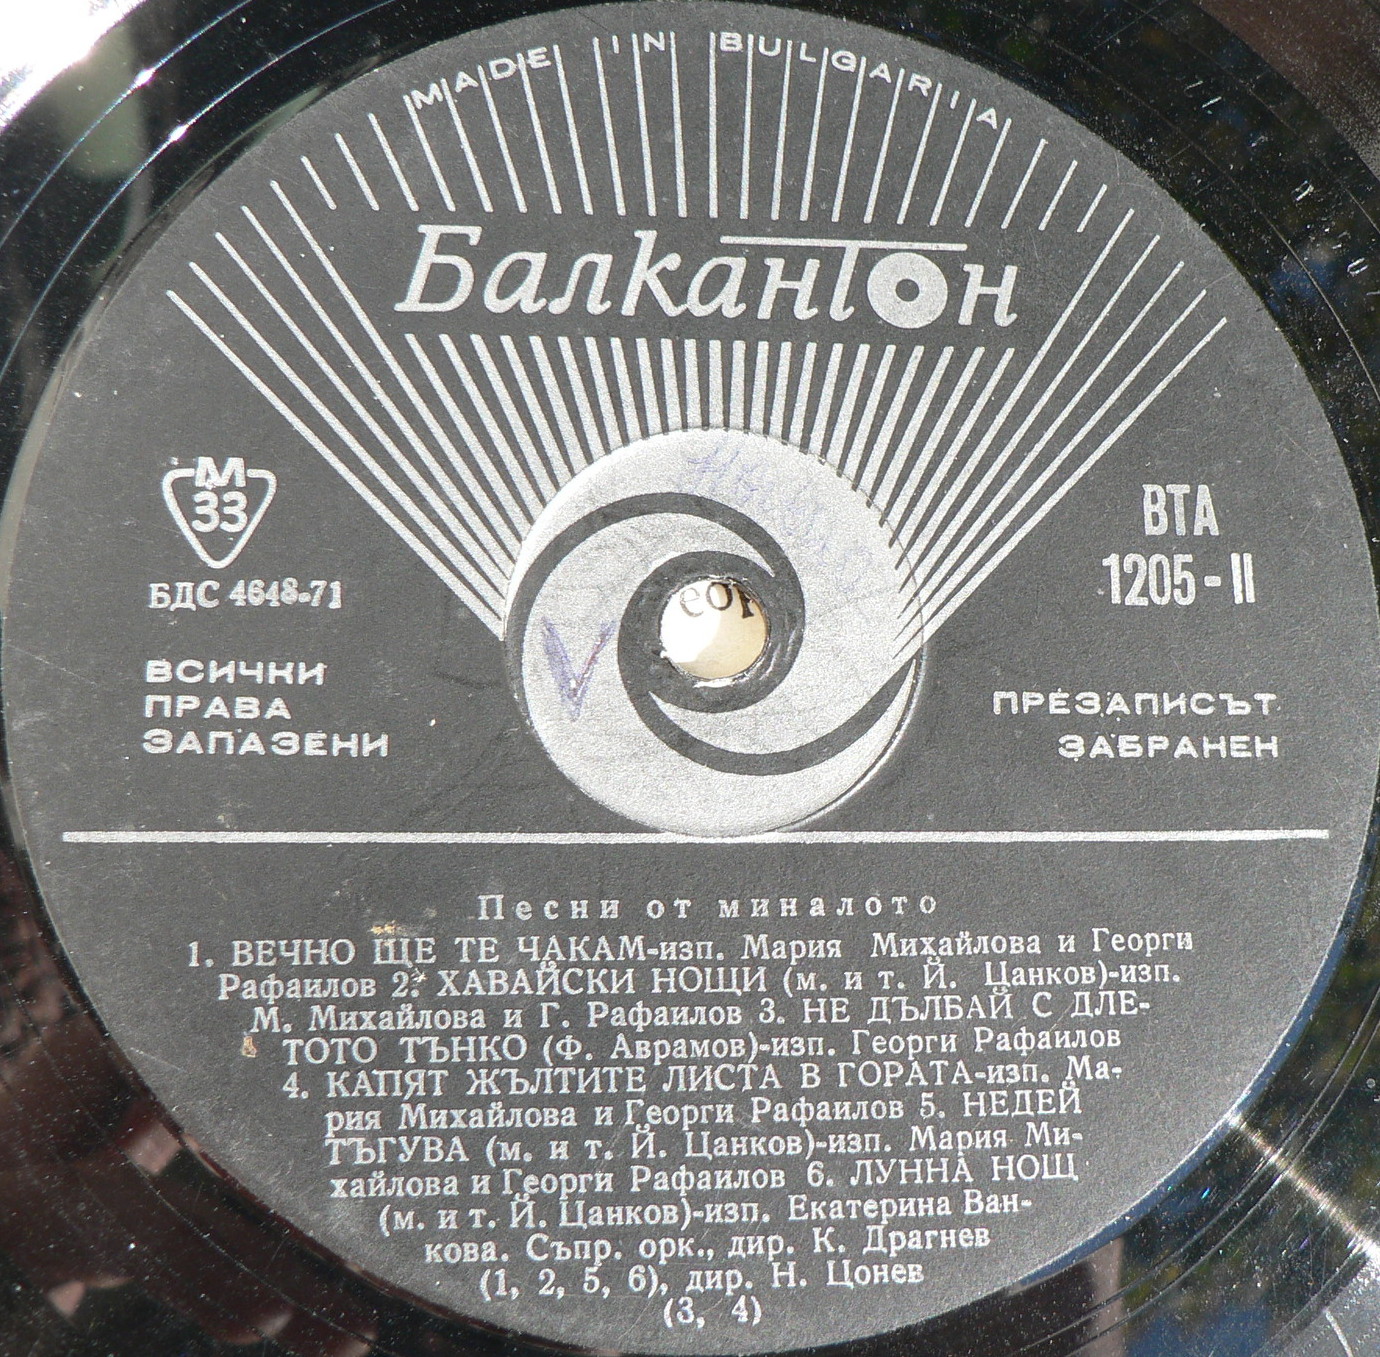 MADE IN BULGARIA
Балкантон
М
33
БДС 4648-71
ВСИЧКИ
ПРАВА
ЗАПАЗЕНИ
ВТА
1205-II
ПРЕЗАПИСЪТ
ЗАБРАНЕН
Песни от миналото
1. ВЕЧНО ЩЕ ТЕ ЧАКАМ-изп. Мария Михайлова и Георги
Рафаилов 2. ХАВАЙСКИ НОЩИ (м. и т. Й. Цанков)-изп.
М. Михайлова и Г. Рафаилов 3. НЕ ДЪЛБАЙ С ДЛЕ-
ТОТО ТЪНКО (Ф. Аврамов)-изп. Георги Рафаилов
4. КАПЯТ ЖЪЛТИТЕ ЛИСТА В ГОРАТА-изп. Ма-
рия Михайлова и Георги Рафаилов 5. НЕДЕЙ
ТЪГУВА (м. и т. Й. Цанков)-изп. Мария Ми-
хайлова и Георги Рафаилов 6. ЛУННА НОЩ
(м. и т. Й. Цанков)-изп. Екатерина Ван-
кова. Съпр. орк., дир. К. Драгнев
(1, 2, 5, 6), дир. Н. Цонев
(3, 4)